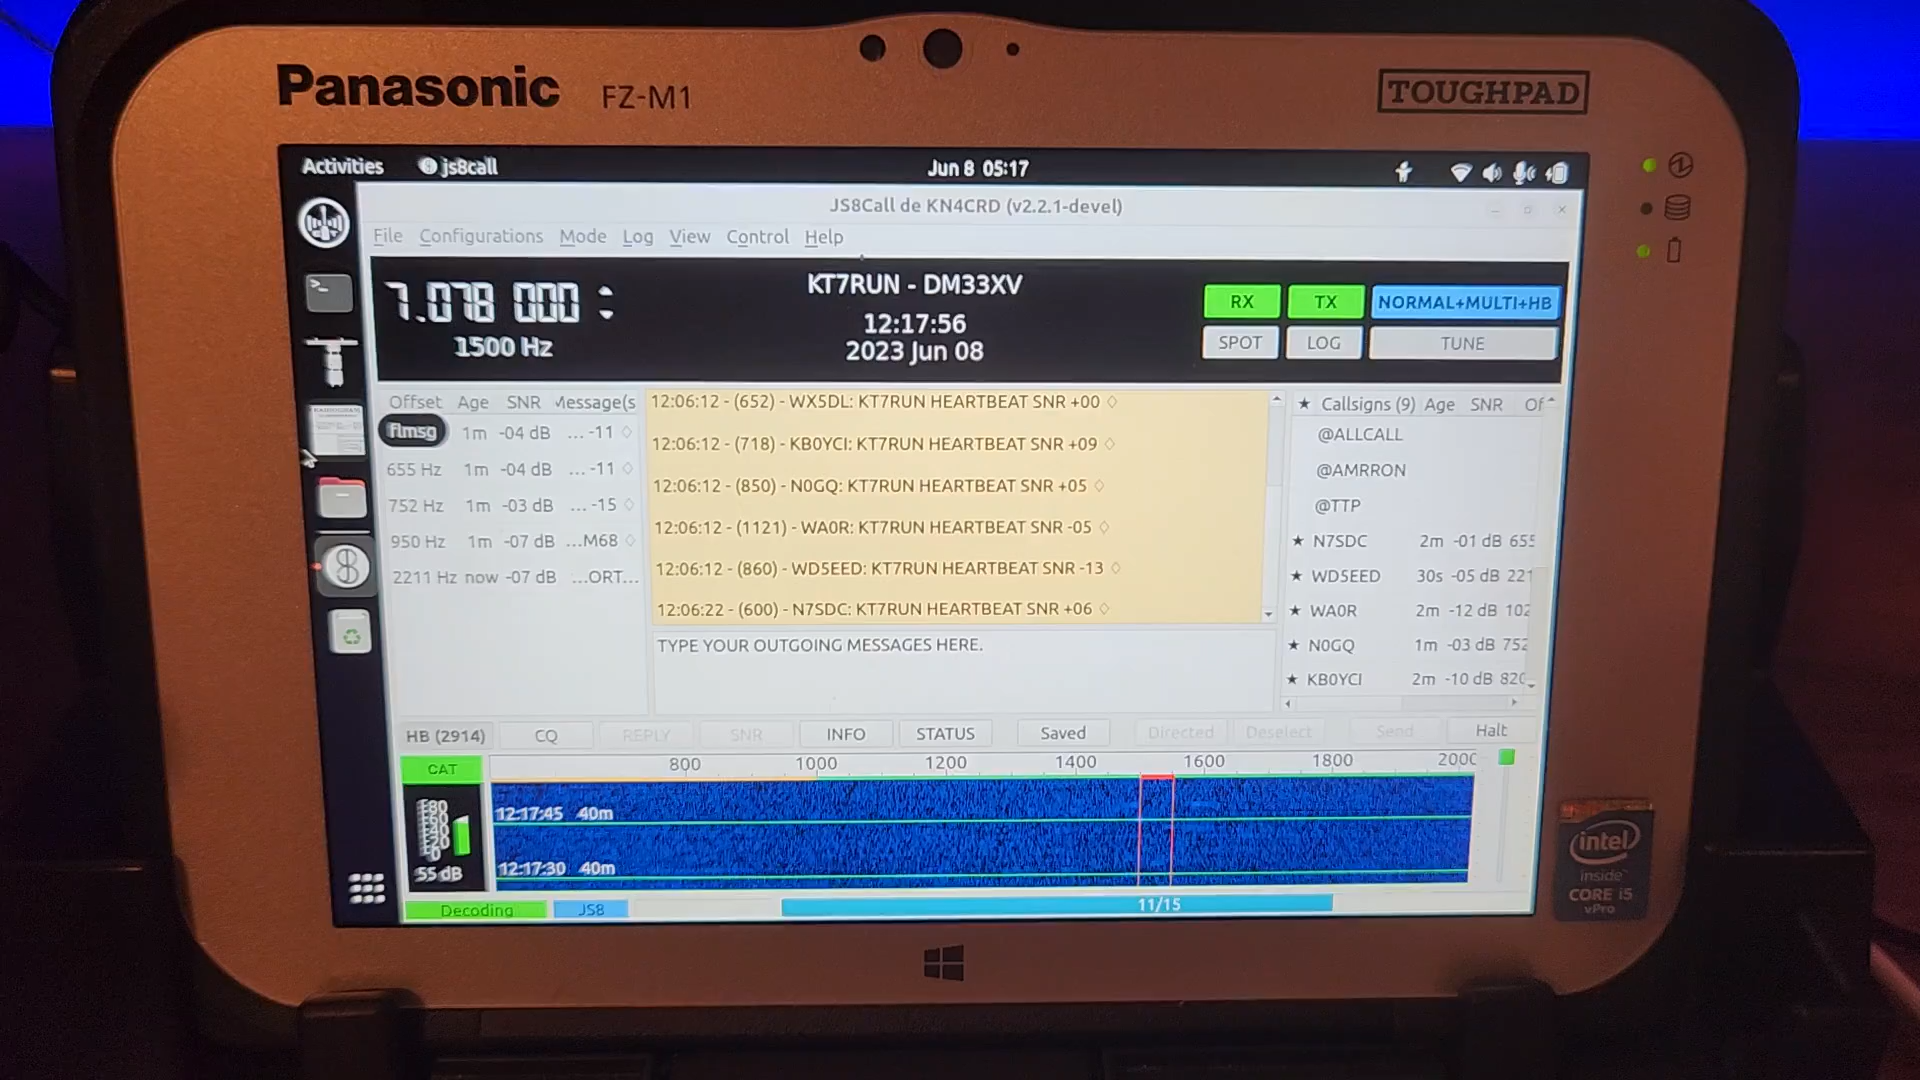 Panasonic FZ-M1 TOUGHPAD
Activities js8call Jun 8 05:17
JS8Call de KN4CRD (v2.2.1-devel)
File Configurations Mode Log View Control Help
7.078 000
1500 Hz
KT7RUN - DM33XV
12:17:56
2023 Jun 08
RX TX NORMAL+MULTI+HB
SPOT LOG TUNE
Offset Age SNR Message(s
flmsg 1m -04 dB ... -11 ♢
655 Hz 1m -04 dB ... -11 ♢
752 Hz 1m -03 dB ... -15 ♢
950 Hz 1m -07 dB ...M68 ♢
2211 Hz now -07 dB ...ORT...
12:06:12 - (652) - WX5DL: KT7RUN HEARTBEAT SNR +00 ♢
12:06:12 - (718) - KB0YCI: KT7RUN HEARTBEAT SNR +09 ♢
12:06:12 - (850) - N0GQ: KT7RUN HEARTBEAT SNR +05 ♢
12:06:12 - (1121) - WA0R: KT7RUN HEARTBEAT SNR -05 ♢
12:06:12 - (860) - WD5EED: KT7RUN HEARTBEAT SNR -13 ♢
12:06:22 - (600) - N7SDC: KT7RUN HEARTBEAT SNR +06 ♢
TYPE YOUR OUTGOING MESSAGES HERE.
★ Callsigns (9) Age SNR Of
@ALLCALL
@AMRRON
@TTP
★ N7SDC 2m -01 dB 655
★ WD5EED 30s -05 dB 221
★ WA0R 2m -12 dB 102
★ N0GQ 1m -03 dB 752
★ KB0YCI 2m -10 dB 820
HB (2914) CQ REPLY SNR INFO STATUS Saved Directed Deselect Send Halt
CAT 800 1000 1200 1400 1600 1800 2000
12:17:45 40m
12:17:30 40m
55 dB
Decoding JS8 11/15
intel
inside
CORE i5
vPro